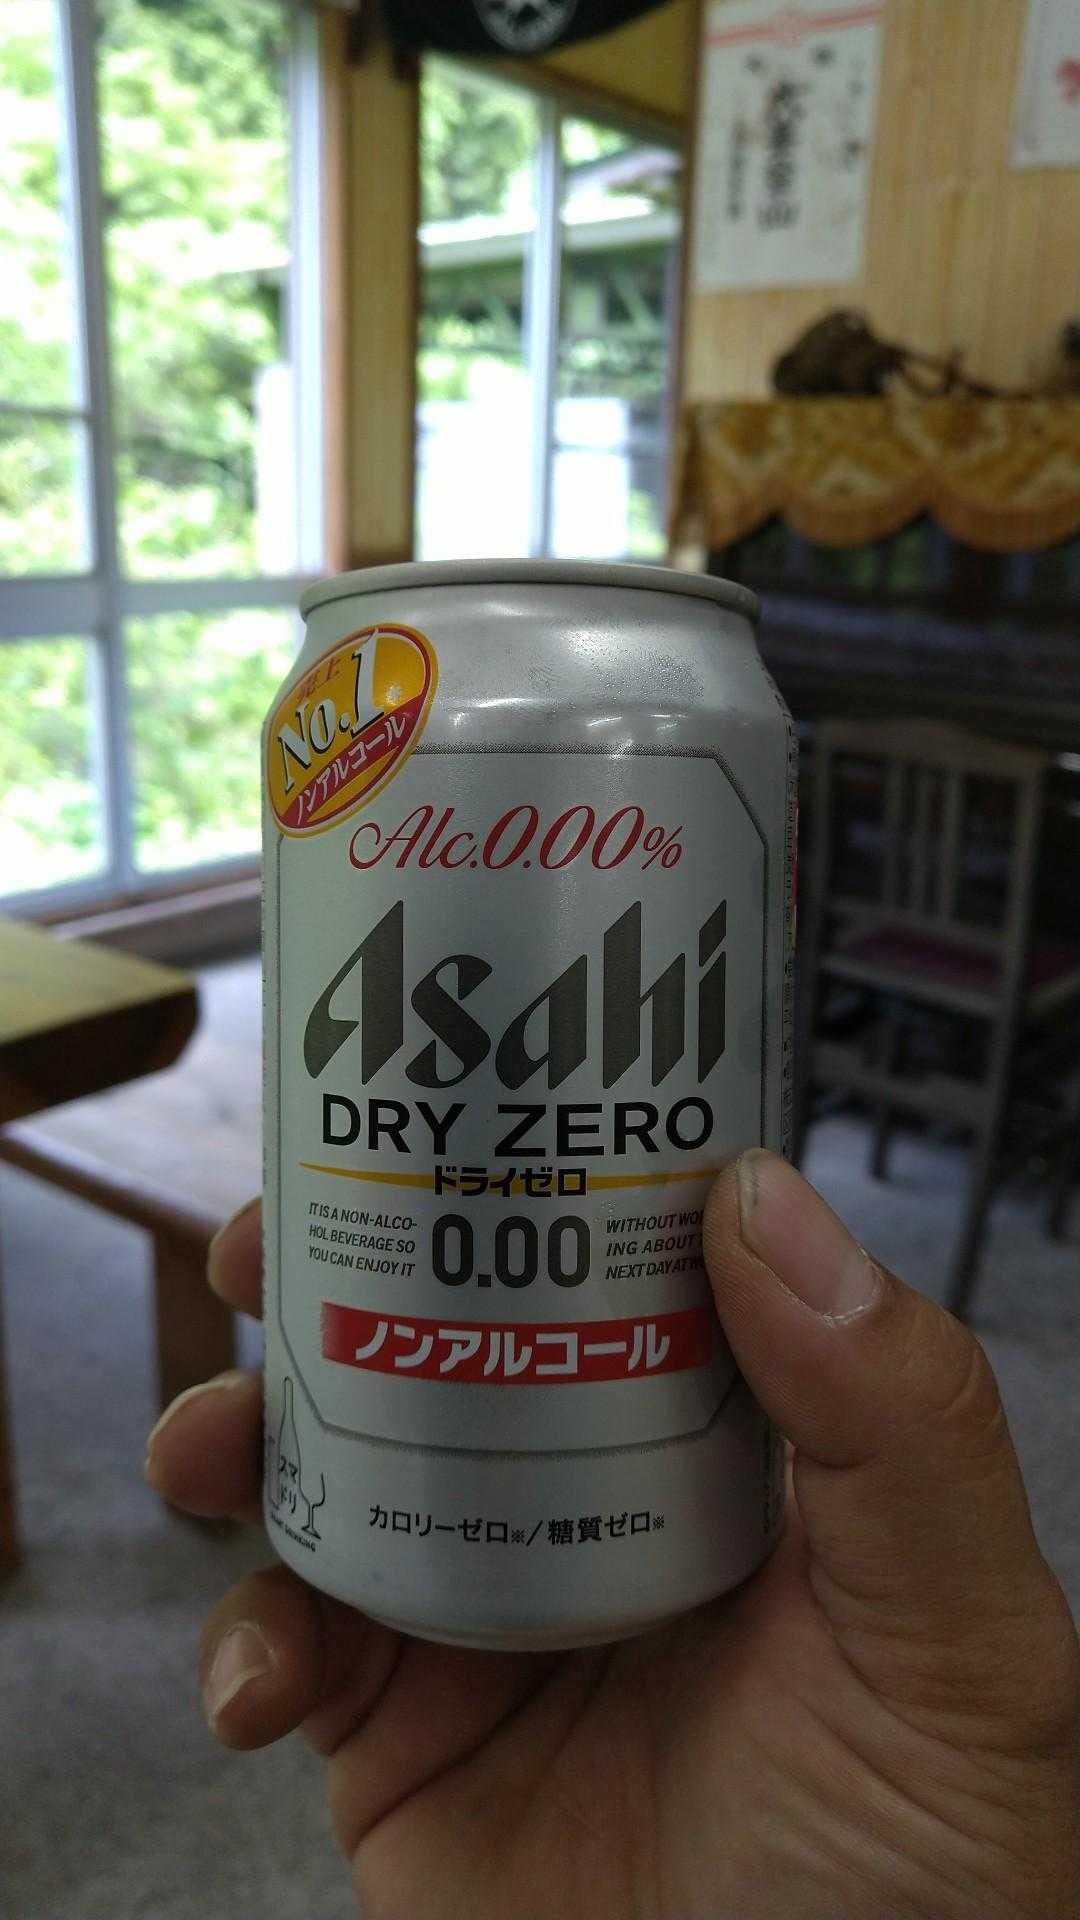 売上
No.1※
ノンアルコール
Alc.0.00%
Asahi
DRY ZERO
ドライゼロ
IT IS A NON-ALCO-
HOL BEVERAGE SO
YOU CAN ENJOY IT
0.00
WITHOUT
ING ABOUT
NEXT DAY AT
ノンアルコール
スマ
ドリ
DRINKING
カロリーゼロ※/糖質ゼロ※